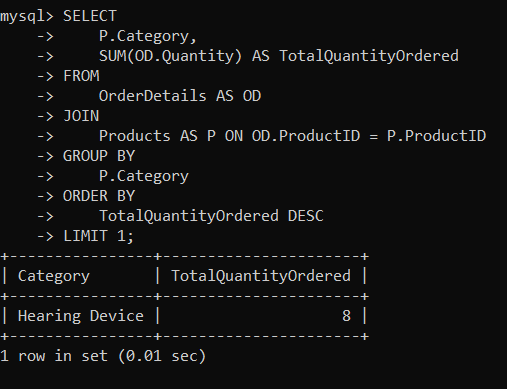 mysql> SELECT
    ->     P.Category,
    ->     SUM(OD.Quantity) AS TotalQuantityOrdered
    -> FROM
    ->     OrderDetails AS OD
    -> JOIN
    ->     Products AS P ON OD.ProductID = P.ProductID
    -> GROUP BY
    ->     P.Category
    -> ORDER BY
    ->     TotalQuantityOrdered DESC
    -> LIMIT 1;
+----------------+----------------------+
| Category       | TotalQuantityOrdered |
+----------------+----------------------+
| Hearing Device |                    8 |
+----------------+----------------------+
1 row in set (0.01 sec)